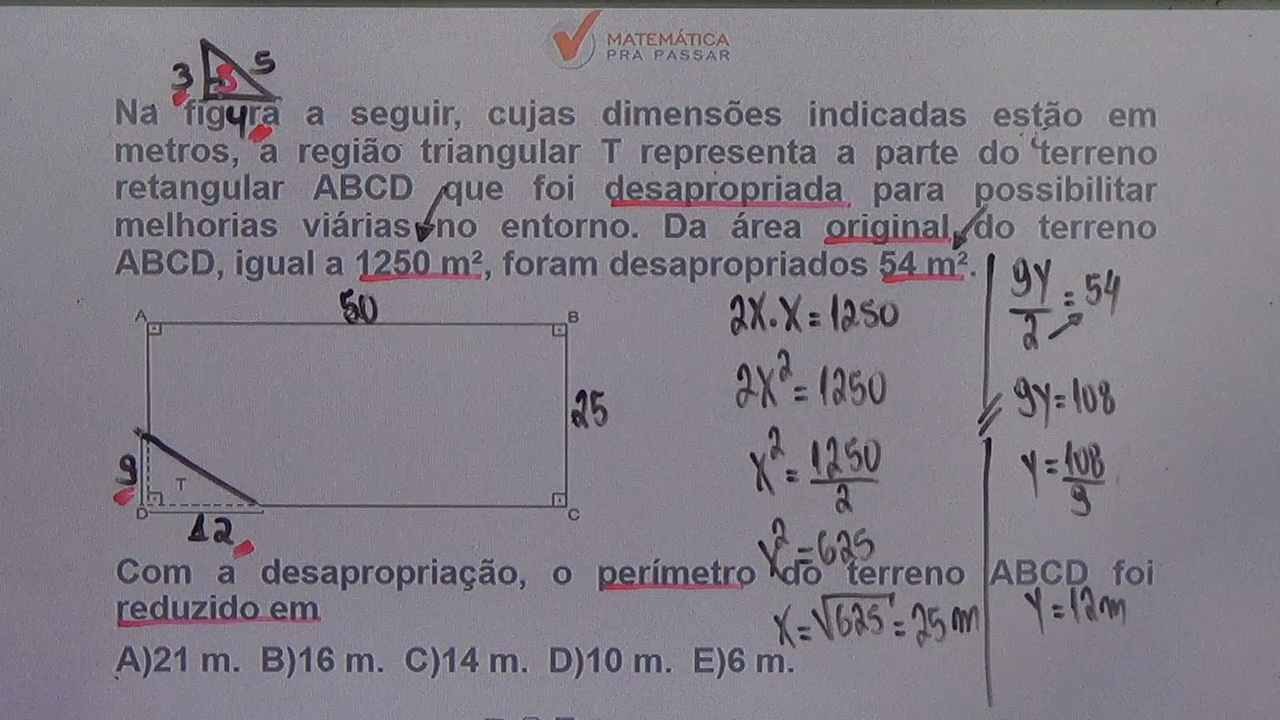 MATEMÁTICA
PRA PASSAR
3 5 5
4
Na figura a seguir, cujas dimensões indicadas estão em
metros, a região triangular T representa a parte do terreno
retangular ABCD que foi desapropriada para possibilitar
melhorias viárias no entorno. Da área original do terreno
ABCD, igual a 1250 m², foram desapropriados 54 m².
50
A B
25
9
T
D C
12
2X.X=1250
2X²=1250
X²=1250/2
X²=625
X=√625=25m
9Y/2=54
9Y=108
Y=108/9
Y=12m
Com a desapropriação, o perímetro do terreno ABCD foi
reduzido em
A)21 m. B)16 m. C)14 m. D)10 m. E)6 m.